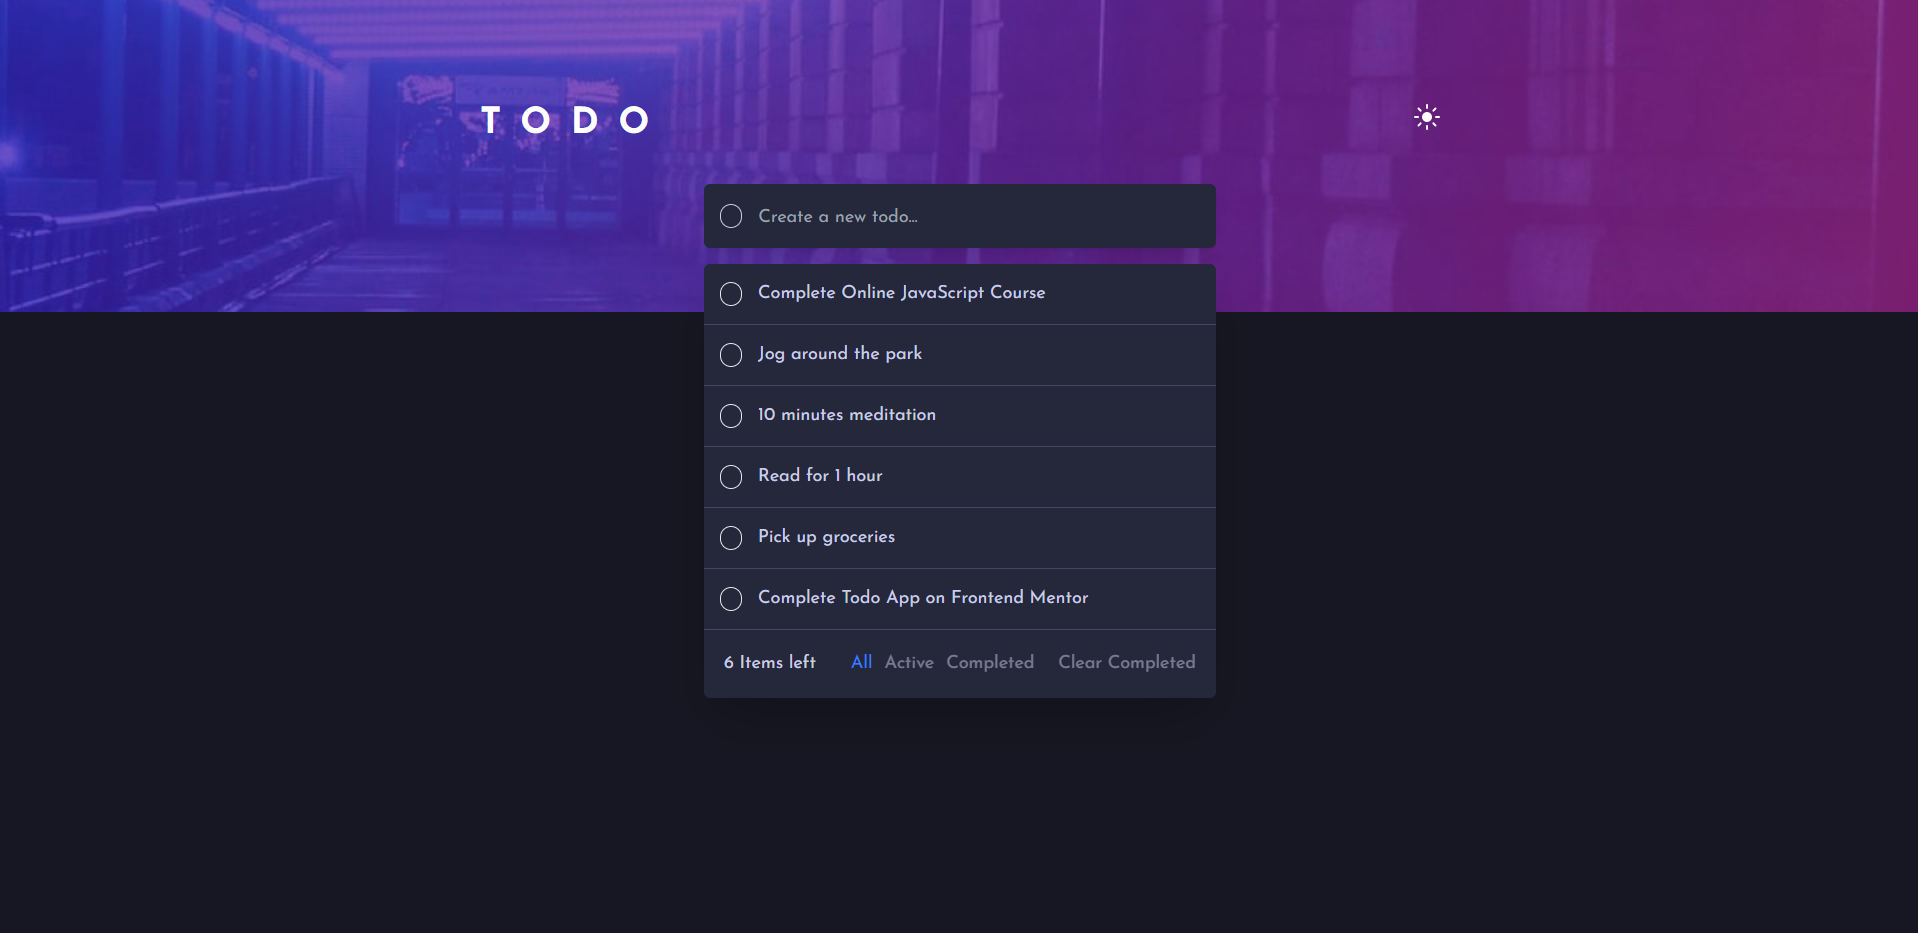 TODO
Create a new todo...
Complete Online JavaScript Course
Jog around the park
10 minutes meditation
Read for 1 hour
Pick up groceries
Complete Todo App on Frontend Mentor
6 Items left All Active Completed Clear Completed